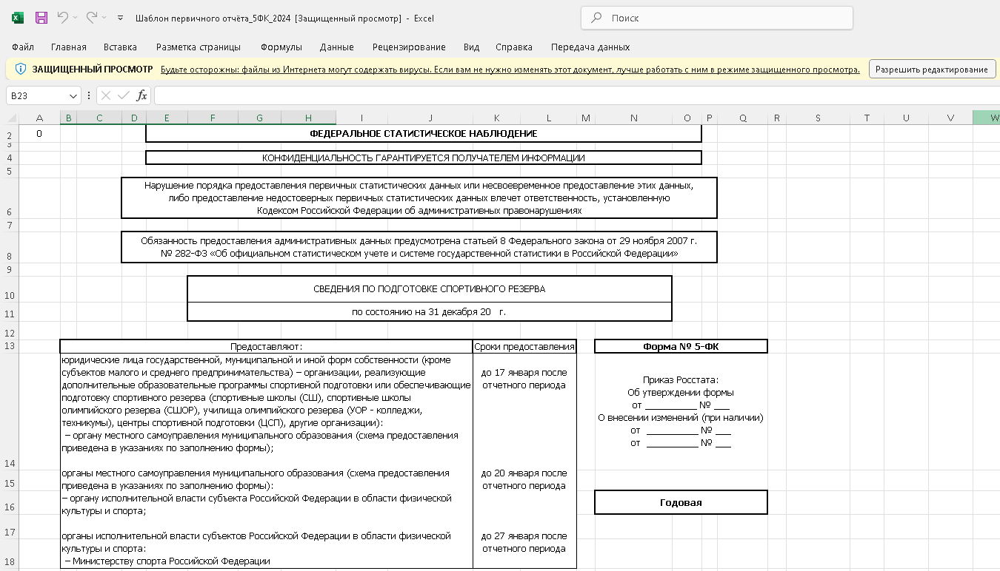 Шаблон первичного отчёта_5ФК_2024 [Защищенный просмотр] - Excel
Поиск
Файл Главная Вставка Разметка страницы Формулы Данные Рецензирование Вид Справка Передача данных
ЗАЩИЩЕННЫЙ ПРОСМОТР Будьте осторожны: файлы из Интернета могут содержать вирусы. Если вам не нужно изменять этот документ, лучше работать с ним в режиме защищенного просмотра. Разрешить редактирование
B23 fx
A B C D E F G H I J K L M N O P Q R S T U V W
2 0 ФЕДЕРАЛЬНОЕ СТАТИСТИЧЕСКОЕ НАБЛЮДЕНИЕ
3
4 КОНФИДЕНЦИАЛЬНОСТЬ ГАРАНТИРУЕТСЯ ПОЛУЧАТЕЛЕМ ИНФОРМАЦИИ
5
Нарушение порядка предоставления первичных статистических данных или несвоевременное предоставление этих данных,
либо предоставление недостоверных первичных статистических данных влечет ответственность, установленную
6 Кодексом Российской Федерации об административных правонарушениях
7
Обязанность предоставления административных данных предусмотрена статьей 8 Федерального закона от 29 ноября 2007 г.
8 № 282-ФЗ «Об официальном статистическом учете и системе государственной статистики в Российской Федерации»
9
10 СВЕДЕНИЯ ПО ПОДГОТОВКЕ СПОРТИВНОГО РЕЗЕРВА
11 по состоянию на 31 декабря 20 г.
12
13 Предоставляют: Сроки предоставления Форма № 5-ФК
юридические лица государственной, муниципальной и иной форм собственности (кроме
субъектов малого и среднего предпринимательства) – организации, реализующие
дополнительные образовательные программы спортивной подготовки или обеспечивающие
подготовку спортивного резерва (спортивные школы (СШ), спортивные школы
олимпийского резерва (СШОР), училища олимпийского резерва (УОР - колледжи,
техникумы), центры спортивной подготовки (ЦСП), другие организации):
– органу местного самоуправления муниципального образования (схема предоставления
приведена в указаниях по заполнению формы);
до 17 января после
отчетного периода
Приказ Росстата:
Об утверждении формы
от __________ № ___
О внесении изменений (при наличии)
от __________ № ___
от __________ № ___
14
органы местного самоуправления муниципального образования (схема предоставления
приведена в указаниях по заполнению формы):
– органу исполнительной власти субъекта Российской Федерации в области физической
культуры и спорта;
до 20 января после
отчетного периода
15
16 Годовая
органы исполнительной власти субъектов Российской Федерации в области физической
культуры и спорта:
– Министерству спорта Российской Федерации
до 27 января после
отчетного периода
17
18